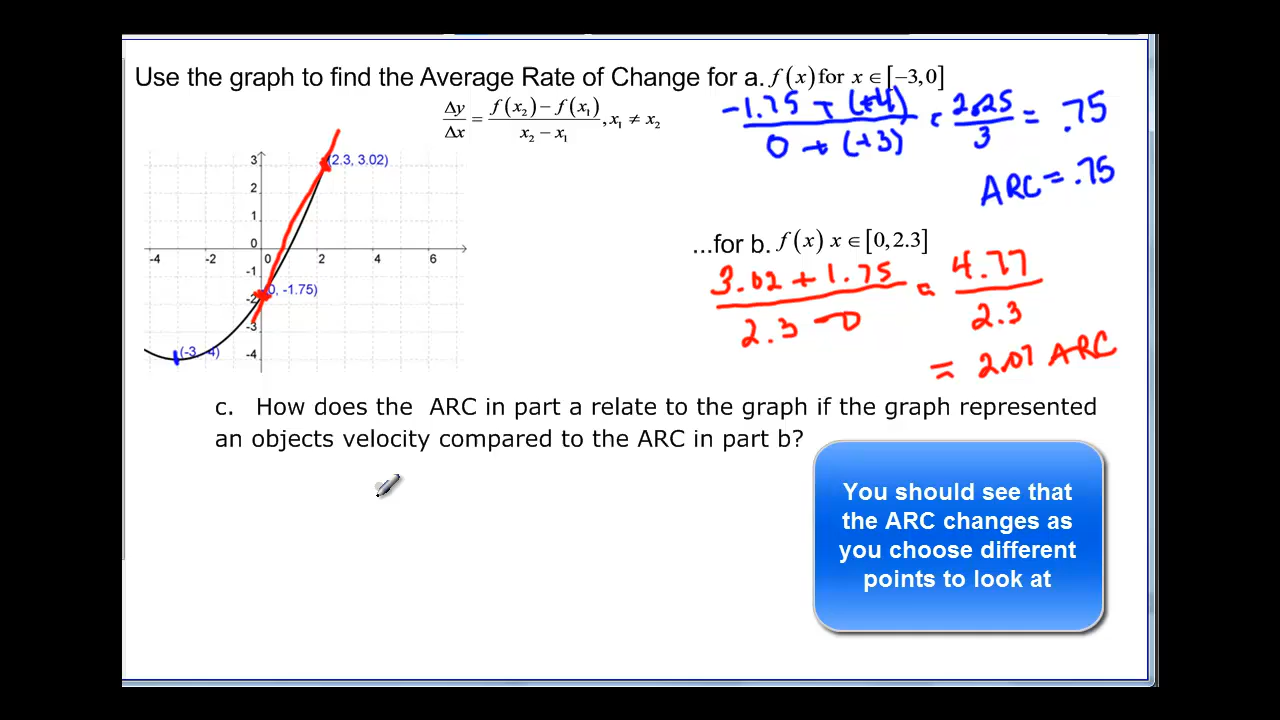 Use the graph to find the Average Rate of Change for a. f(x) for x ∈ [−3,0]
Δy/Δx = f(x₂) − f(x₁) / x₂ − x₁ , x₁ ≠ x₂
-1.75 + (+4) / 0 + (+3) = 2.25 / 3 = .75
ARC = .75
3
2
1
0
-1
-2
-3
-4
-4 -2 0 2 4 6
(2.3, 3.02)
(0, -1.75)
(-3, -4)
...for b. f(x) x ∈ [0, 2.3]
3.02 + 1.75 / 2.3 - 0 = 4.77 / 2.3
= 2.07 ARC
c. How does the ARC in part a relate to the graph if the graph represented
an objects velocity compared to the ARC in part b?
You should see that
the ARC changes as
you choose different
points to look at